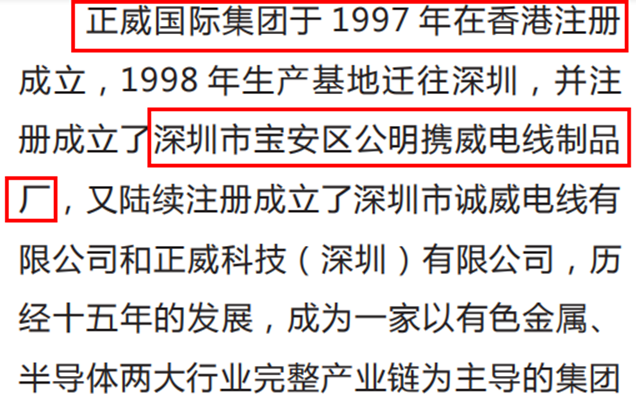 正威国际集团于 1997 年在香港注册
成立，1998 年生产基地迁往深圳，并注
册成立了深圳市宝安区公明携威电线制品
厂，又陆续注册成立了深圳市诚威电线有
限公司和正威科技（深圳）有限公司，历
经十五年的发展，成为一家以有色金属、
半导体两大行业完整产业链为主导的集团